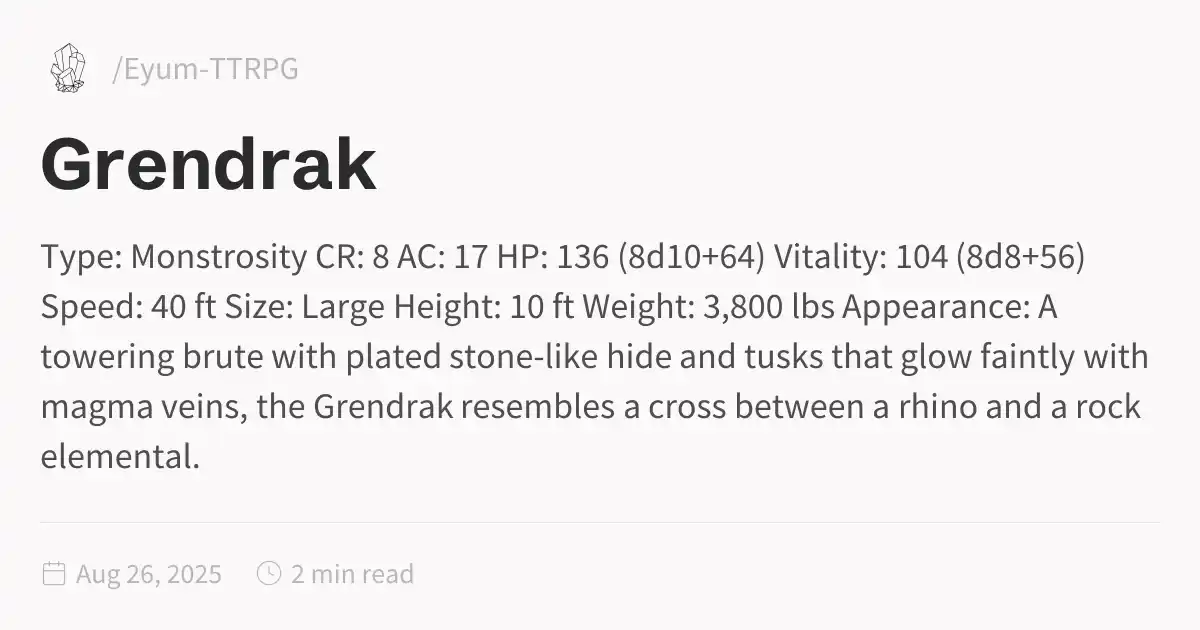 /Eyum-TTRPG
Grendrak
Type: Monstrosity CR: 8 AC: 17 HP: 136 (8d10+64) Vitality: 104 (8d8+56)
Speed: 40 ft Size: Large Height: 10 ft Weight: 3,800 lbs Appearance: A
towering brute with plated stone-like hide and tusks that glow faintly with
magma veins, the Grendrak resembles a cross between a rhino and a rock
elemental.
Aug 26, 2025 2 min read